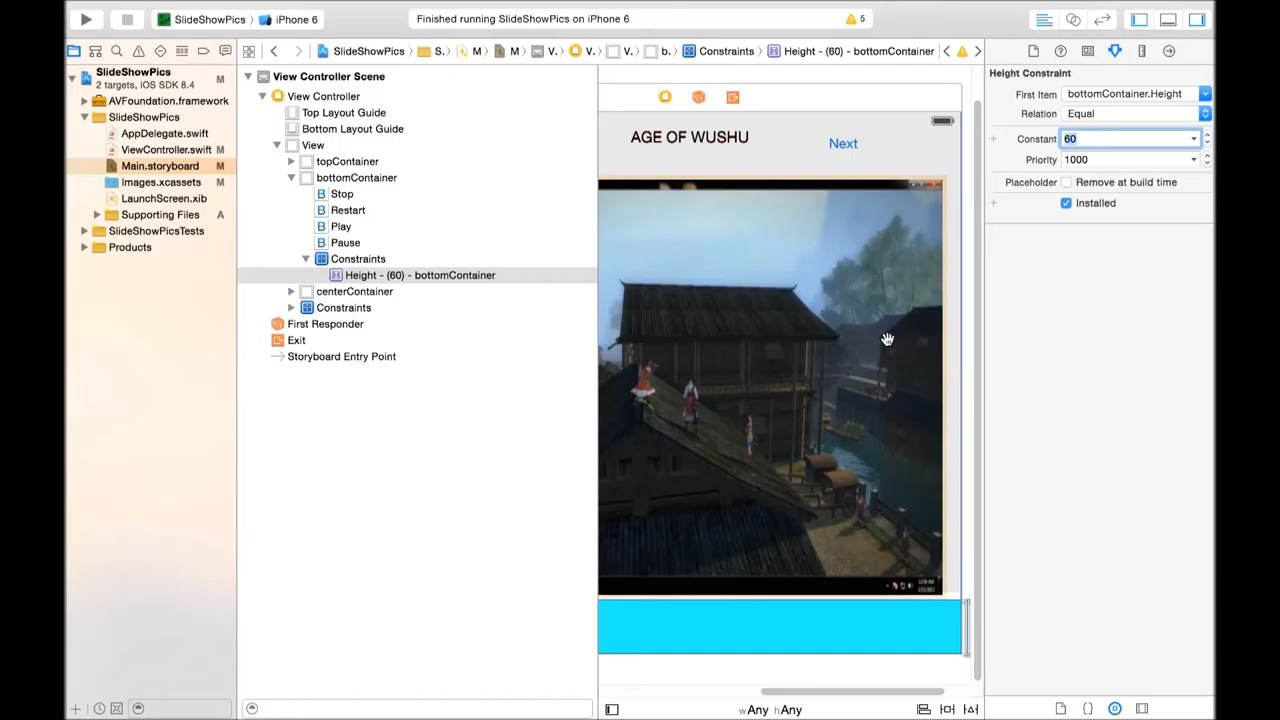 SlideShowPics
iPhone 6
Finished running SlideShowPics on iPhone 6
5
SlideShowPics
S.
M
M
V.
V.
V.
b.
Constraints
Height - (60) - bottomContainer
SlideShowPics
2 targets, iOS SDK 8.4
M
AVFoundation.framework
SlideShowPics
AppDelegate.swift
ViewController.swift
M
Main.storyboard
M
Images.xcassets
M
LaunchScreen.xib
Supporting Files
A
SlideShowPicsTests
Products
View Controller Scene
View Controller
Top Layout Guide
Bottom Layout Guide
View
topContainer
bottomContainer
B Stop
B Restart
B Play
B Pause
Constraints
Height - (60) - bottomContainer
centerContainer
Constraints
First Responder
Exit
Storyboard Entry Point
AGE OF WUSHU
Next
wAny hAny
Height Constraint
First Item
bottomContainer.Height
Relation
Equal
Constant
60
Priority
1000
Placeholder
Remove at build time
Installed